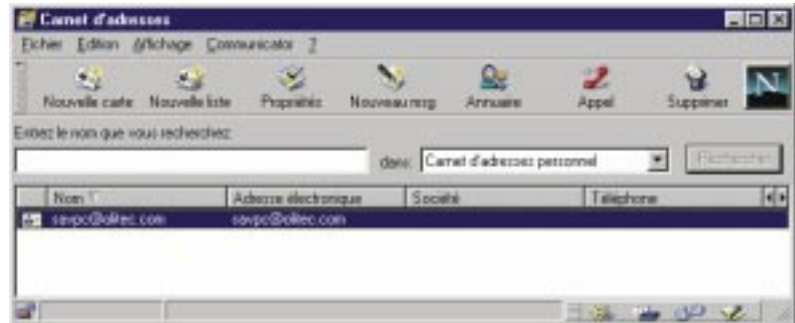 Carnet d'adresses
Fichier Edition Affichage Communicator ?
Nouvelle carte Nouvelle liste Propriétés Nouveau msg Annuaire Appel Supprimer
N
Entrez le nom que vous recherchez:
dans: Carnet d'adresses personnel Rechercher
Nom Adresse électronique Société Téléphone
savpc@olitec.com savpc@olitec.com